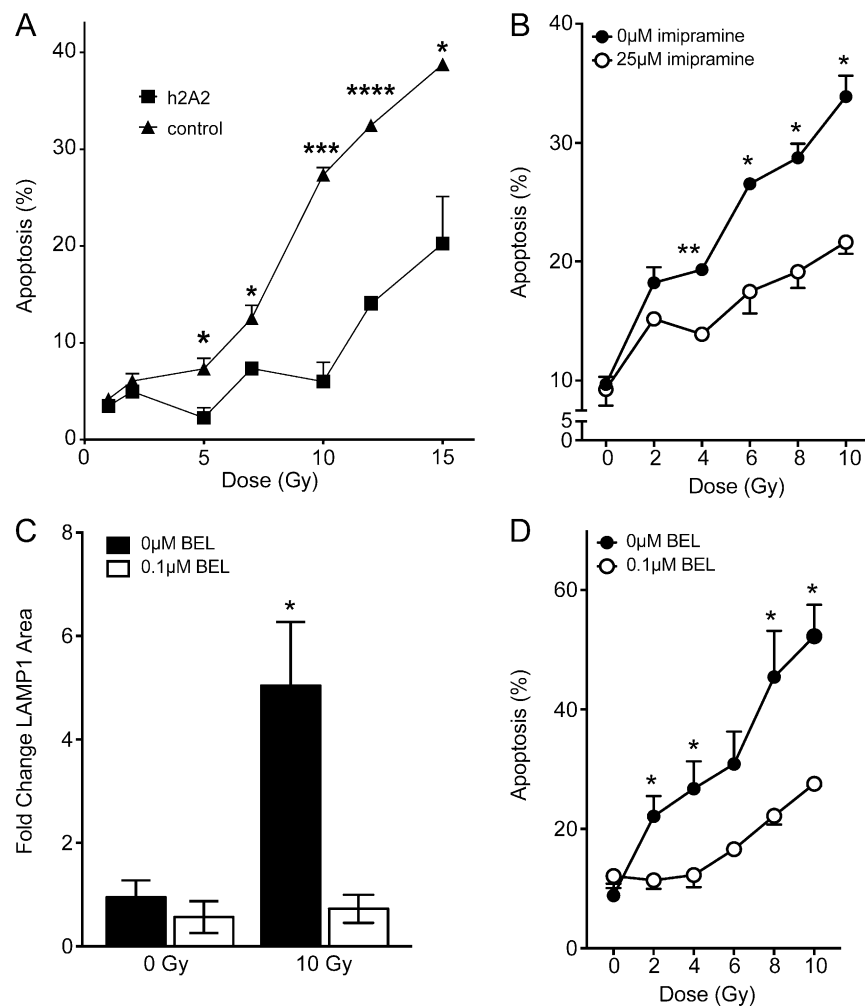 A
40
30
20
10
0
Apoptosis (%)
h2A2
control
*
*
***
****
*
0
5
10
15
Dose (Gy)
B
40
30
20
10
5
0
Apoptosis (%)
0µM imipramine
25µM imipramine
**
*
*
*
0
2
4
6
8
10
Dose (Gy)
C
8
6
4
2
0
Fold Change LAMP1 Area
0µM BEL
0.1µM BEL
*
0 Gy
10 Gy
D
60
40
20
0
Apoptosis (%)
0µM BEL
0.1µM BEL
*
*
*
*
0
2
4
6
8
10
Dose (Gy)